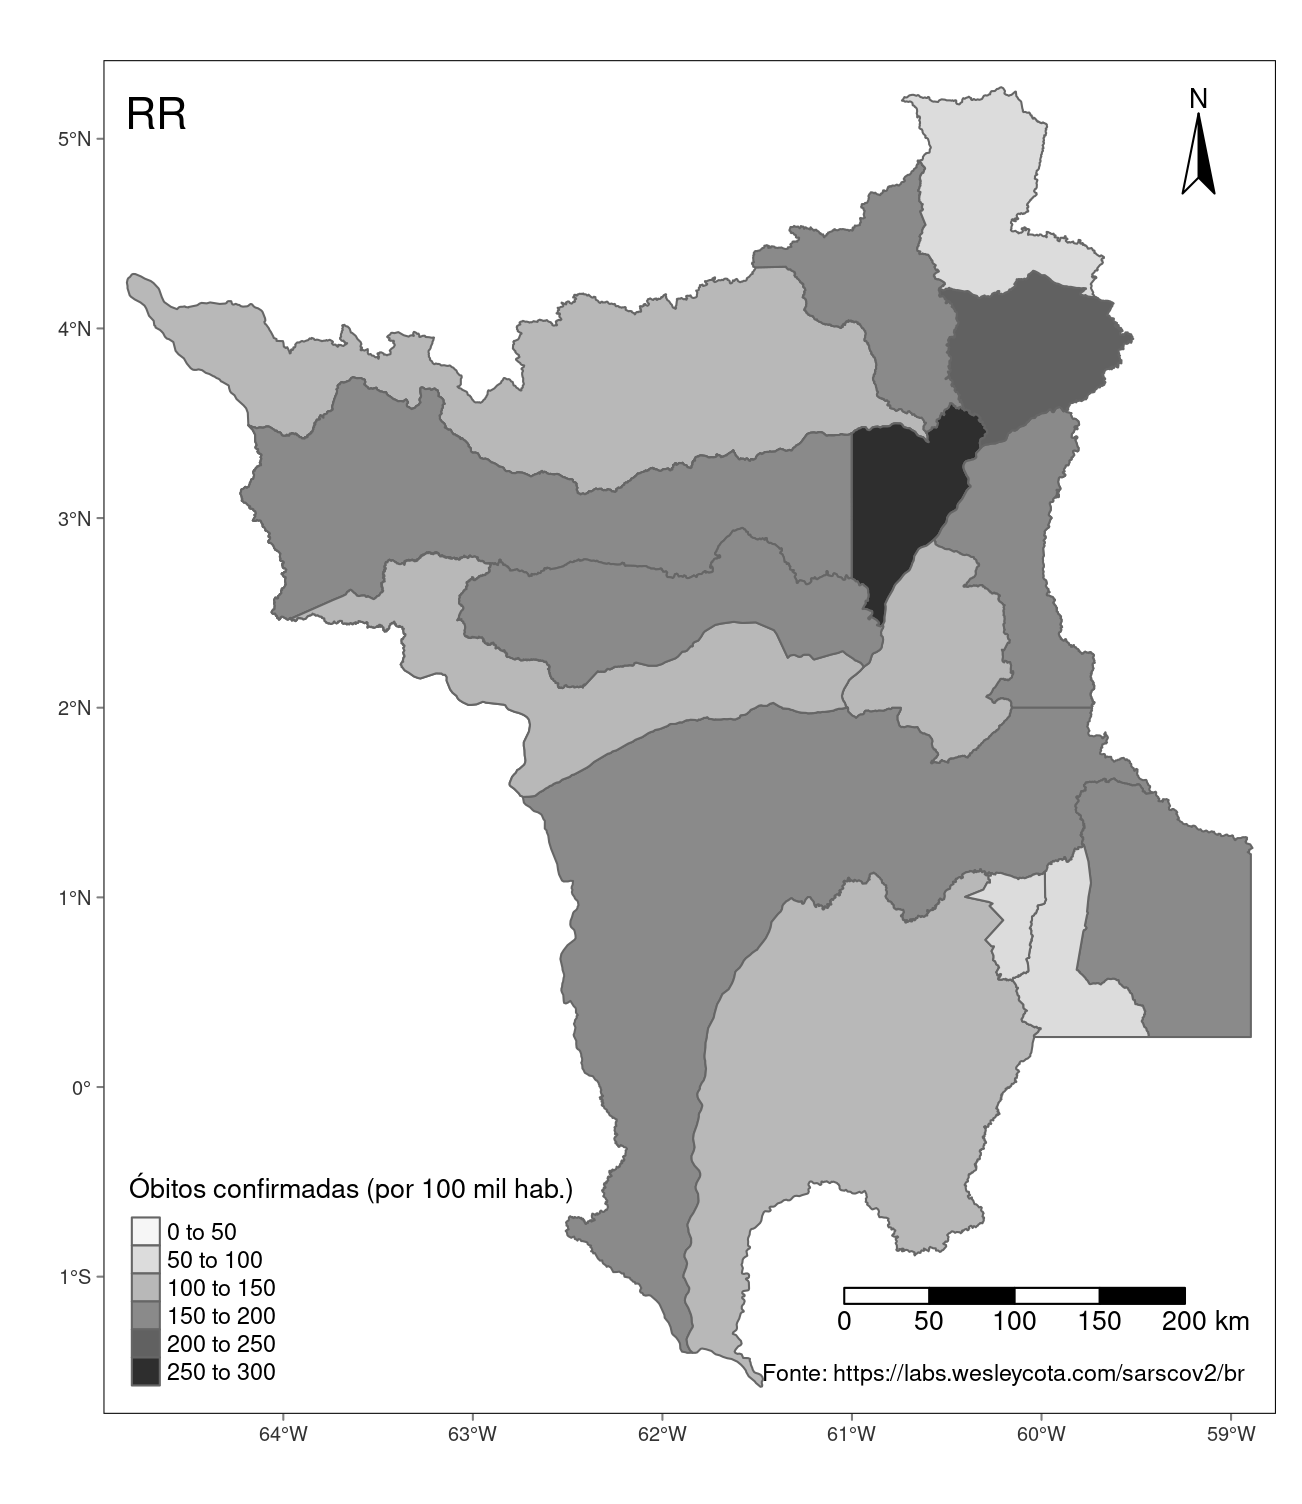 RR
N
5°N
4°N
3°N
2°N
1°N
0°
1°S
Óbitos confirmadas (por 100 mil hab.)
0 to 50
50 to 100
100 to 150
150 to 200
200 to 250
250 to 300
0 50 100 150 200 km
Fonte: https://labs.wesleycota.com/sarscov2/br
64°W 63°W 62°W 61°W 60°W 59°W